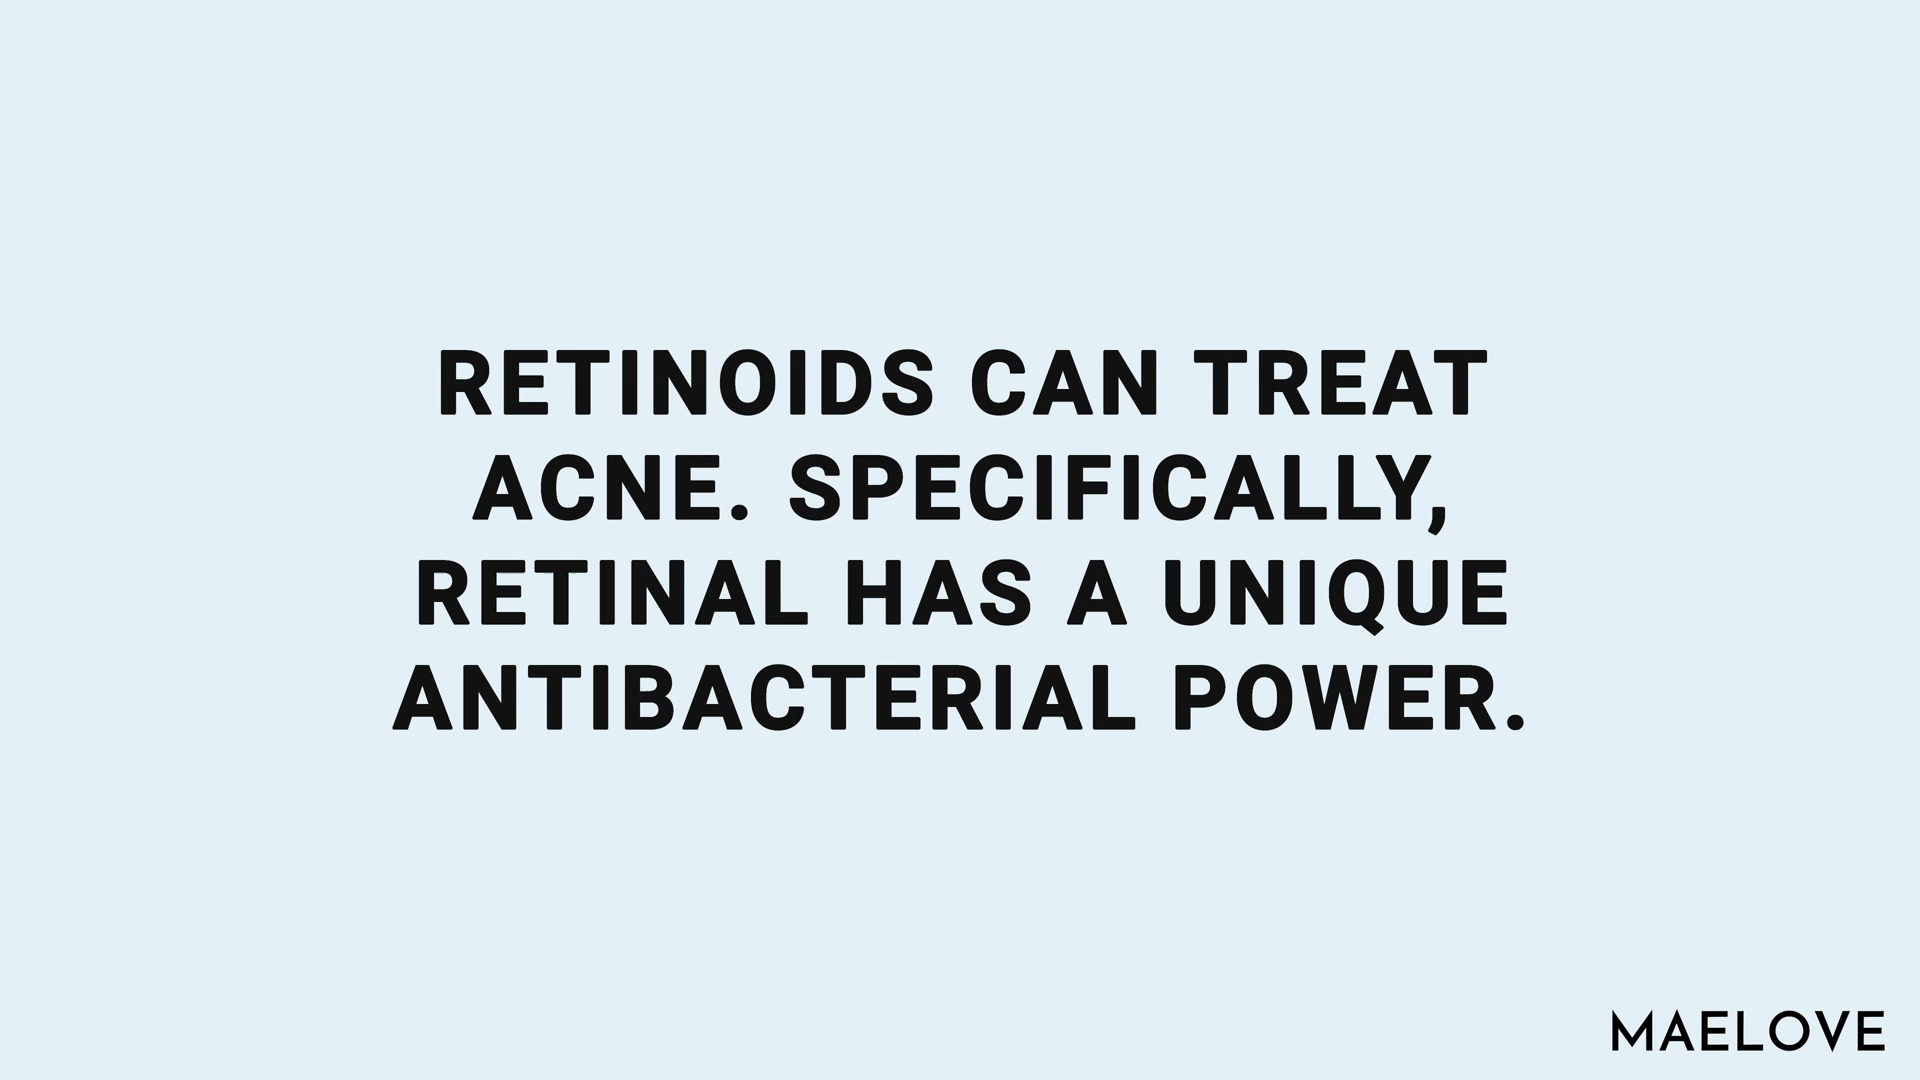 RETINOIDS CAN TREAT
ACNE. SPECIFICALLY,
RETINAL HAS A UNIQUE
ANTIBACTERIAL POWER.
MAELOVE